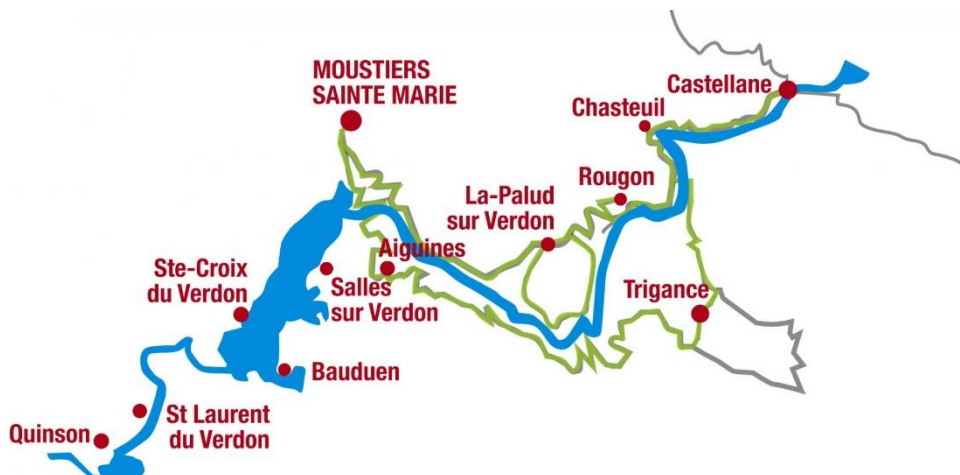 MOUSTIERS
SAINTE MARIE
Castellane
Chasteuil
Rougon
La-Palud
sur Verdon
Aiguines
Ste-Croix
du Verdon
Salles
sur Verdon
Trigance
Bauduen
St Laurent
du Verdon
Quinson